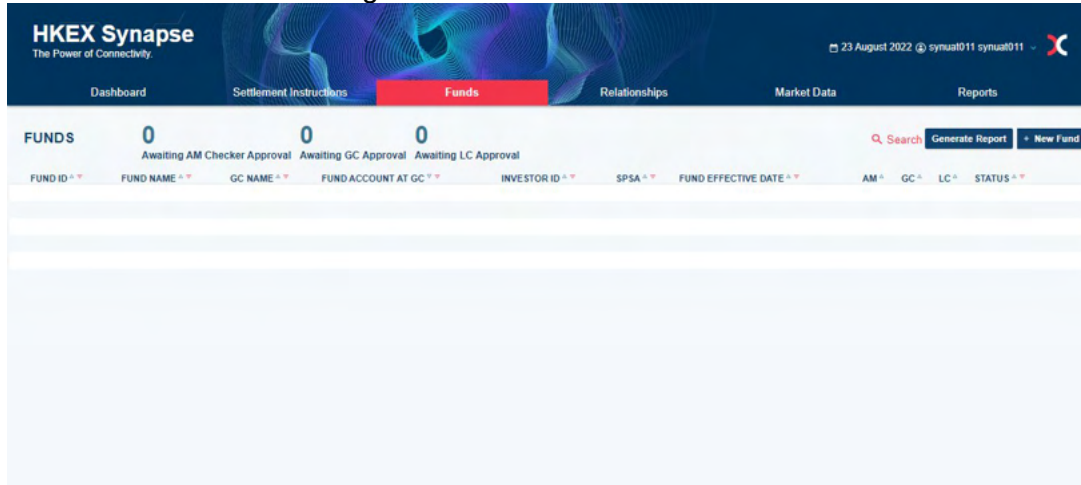 HKEX Synapse
The Power of Connectivity.
23 August 2022 synuat011 synuat011
Dashboard Settlement Instructions Funds Relationships Market Data Reports
FUNDS 0 0 0 Search Generate Report + New Fund
Awaiting AM Checker Approval Awaiting GC Approval Awaiting LC Approval
FUND ID FUND NAME GC NAME FUND ACCOUNT AT GC INVESTOR ID SPSA FUND EFFECTIVE DATE AM GC LC STATUS